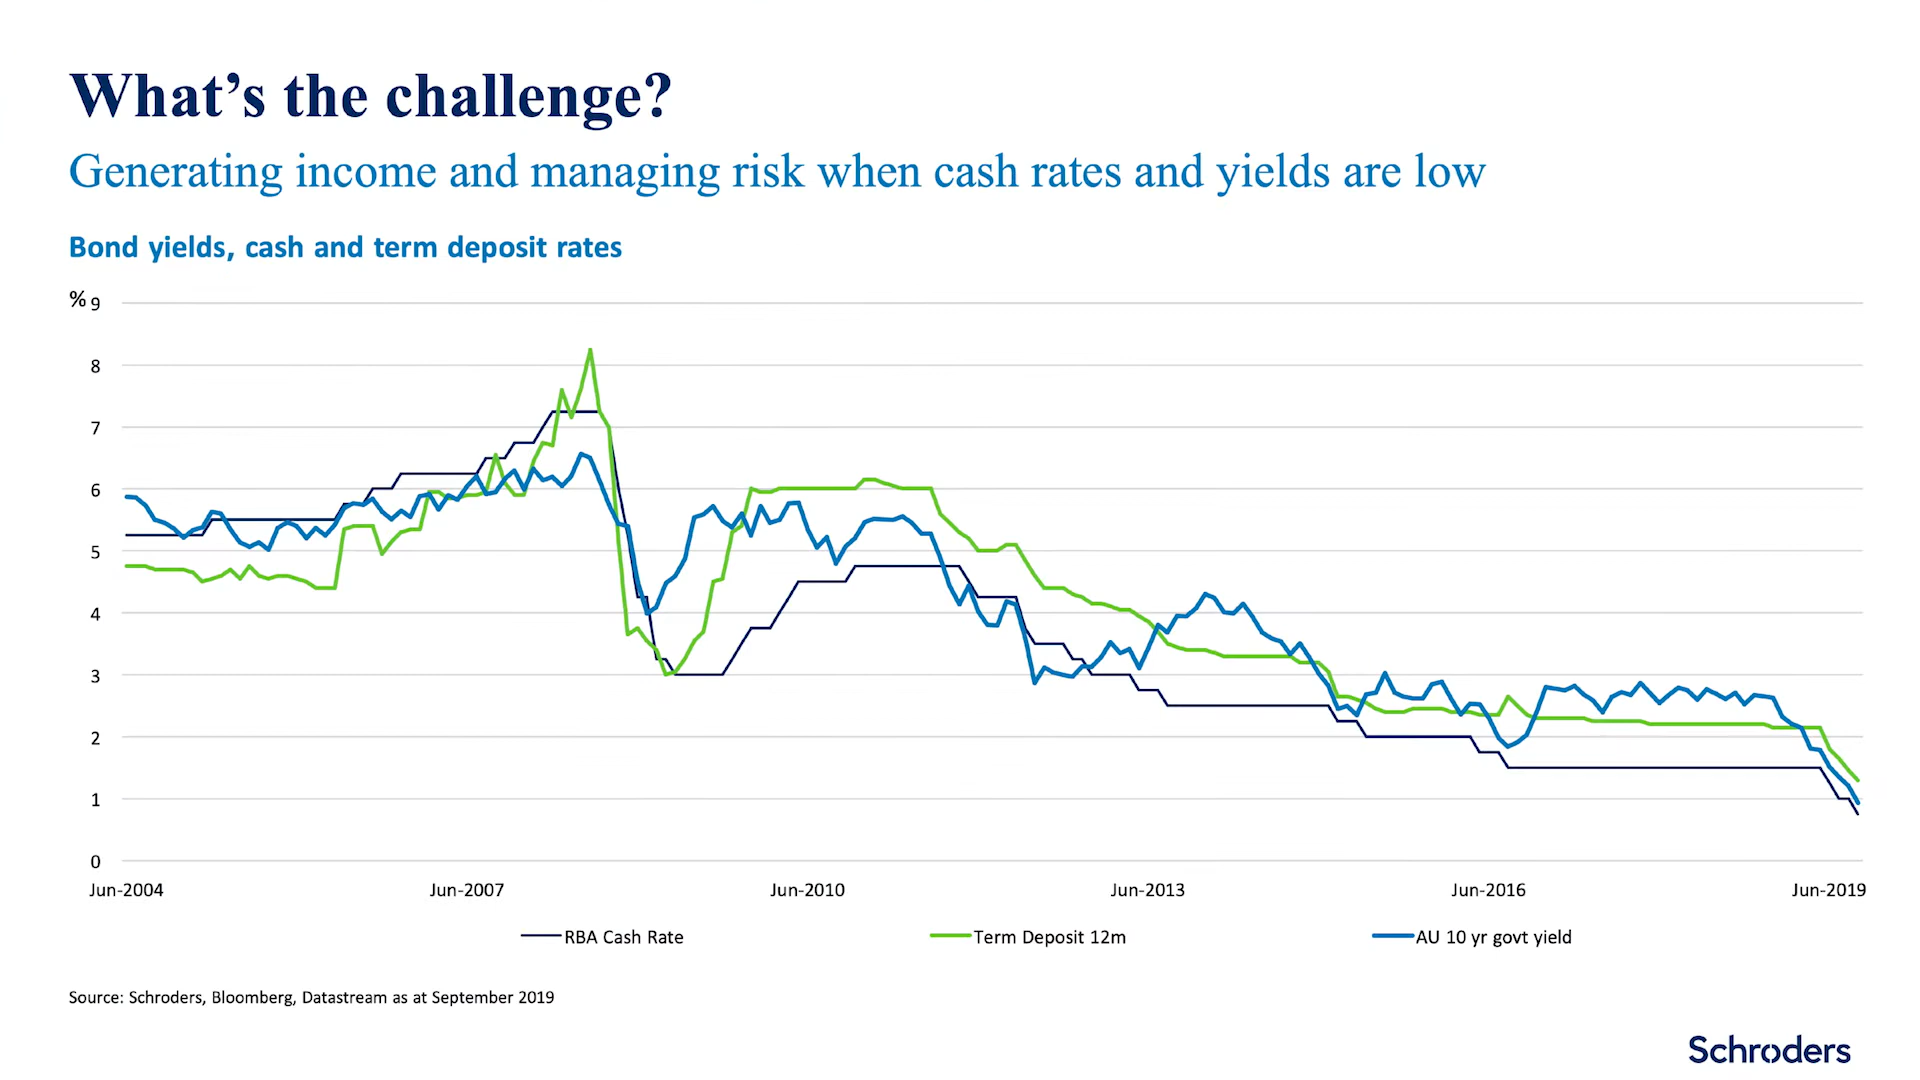 What’s the challenge?
Generating income and managing risk when cash rates and yields are low
Bond yields, cash and term deposit rates
% 9
8
7
6
5
4
3
2
1
0
Jun-2004 Jun-2007 Jun-2010 Jun-2013 Jun-2016 Jun-2019
RBA Cash Rate Term Deposit 12m AU 10 yr govt yield
Source: Schroders, Bloomberg, Datastream as at September 2019
Schroders